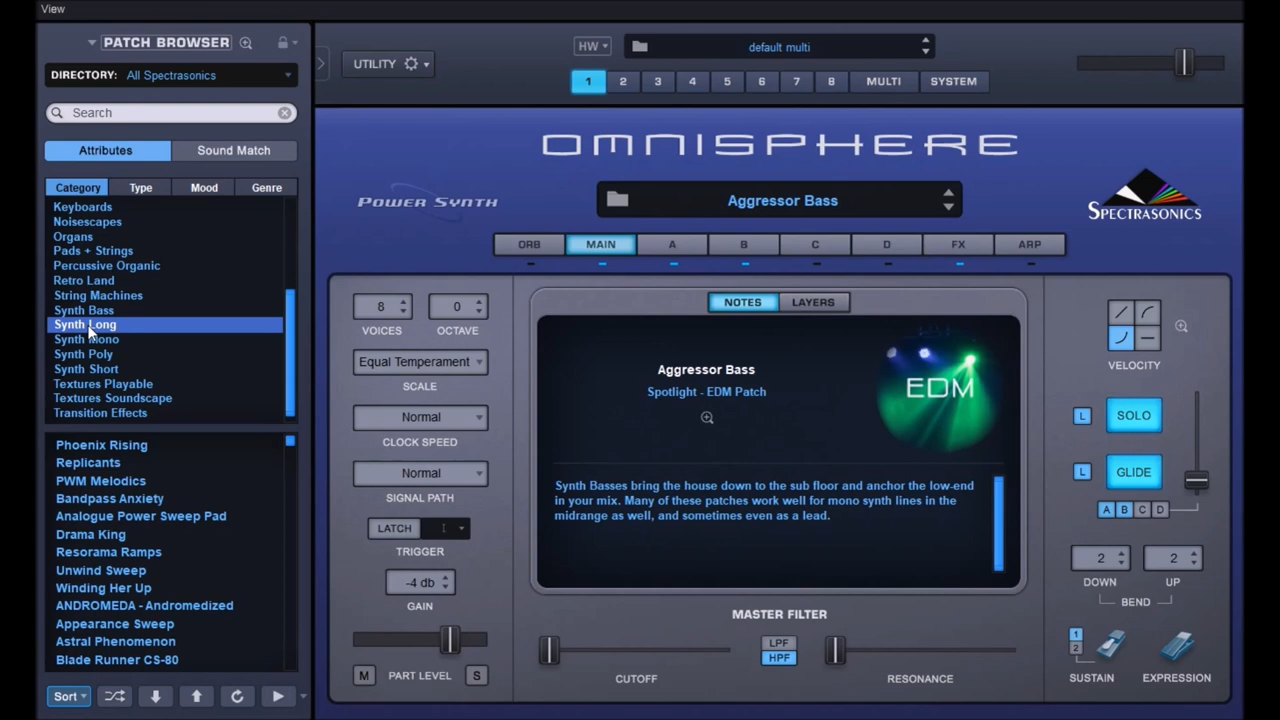 View
PATCH BROWSER
DIRECTORY: All Spectrasonics
Search
Attributes
Sound Match
Category
Type
Mood
Genre
Keyboards
Noisescapes
Organs
Pads + Strings
Percussive Organic
Retro Land
String Machines
Synth Bass
Synth Long
Synth Mono
Synth Poly
Synth Short
Textures Playable
Textures Soundscape
Transition Effects
Phoenix Rising
Replicants
PWM Melodics
Bandpass Anxiety
Analogue Power Sweep Pad
Drama King
Resorama Ramps
Unwind Sweep
Winding Her Up
ANDROMEDA - Andromedized
Appearance Sweep
Astral Phenomenon
Blade Runner CS-80
Sort
UTILITY
HW
default multi
1 2 3 4 5 6 7 8 MULTI SYSTEM
OMNISPHERE
POWER SYNTH
Aggressor Bass
SPECTRASONICS
ORB MAIN A B C D FX ARP
8
0
VOICES
OCTAVE
Equal Temperament
SCALE
Normal
CLOCK SPEED
Normal
SIGNAL PATH
LATCH
TRIGGER
-4 db
GAIN
M PART LEVEL S
NOTES
LAYERS
Aggressor Bass
Spotlight - EDM Patch
EDM
Synth Basses bring the house down to the sub floor and anchor the low-end
in your mix. Many of these patches work well for mono synth lines in the
midrange as well, and sometimes even as a lead.
MASTER FILTER
LPF
HPF
CUTOFF
RESONANCE
VELOCITY
L SOLO
L GLIDE
A B C D
2
2
DOWN
UP
BEND
1
2
SUSTAIN
EXPRESSION